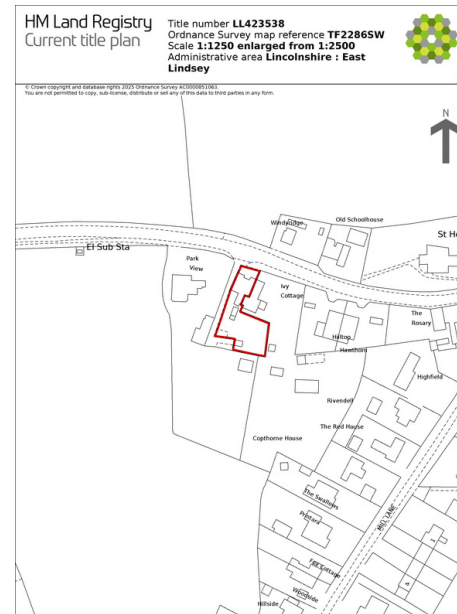 HM Land Registry
Current title plan
Title number LL423538
Ordnance Survey map reference TF2286SW
Scale 1:1250 enlarged from 1:2500
Administrative area Lincolnshire : East
Lindsey
© Crown copyright and database rights 2025 Ordnance Survey AC0000851063.
You are not permitted to copy, sub-license, distribute or sell any of this data to third parties in any form.
N
Windyridge
Old Schoolhouse
St He
El Sub Sta
Park
View
Ivy
Cottage
The
Rosary
Hilltop
Hawthorn
Highfield
Rivendell
The Red House
Copthorne House
The Swallows
MILL LANE
Cottage
Woodside
Hillside
4